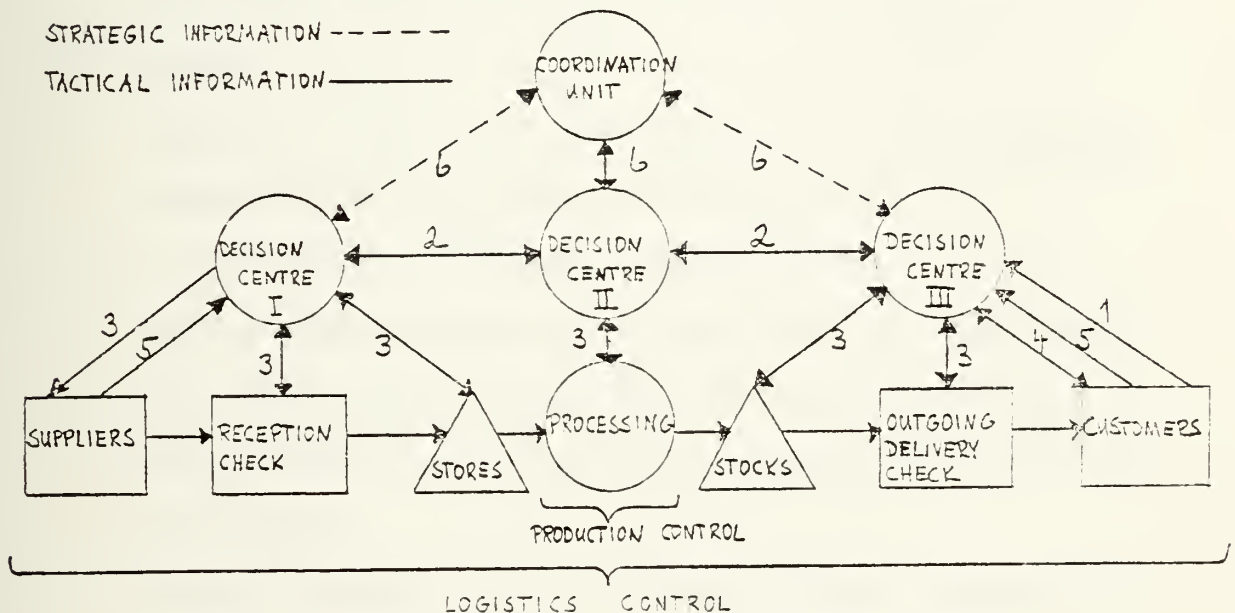 STRATEGIC INFORMATION
TACTICAL INFORMATION
COORDINATION
UNIT
6
6
6
DECISION
CENTRE
I
2
DECISION
CENTRE
II
2
DECISION
CENTRE
III
3
5
3
3
3
3
3
4
5
1
SUPPLIERS
RECEPTION
CHECK
STORES
PROCESSING
STOCKS
OUTGOING
DELIVERY
CHECK
CUSTOMERS
PRODUCTION CONTROL
LOGISTICS CONTROL